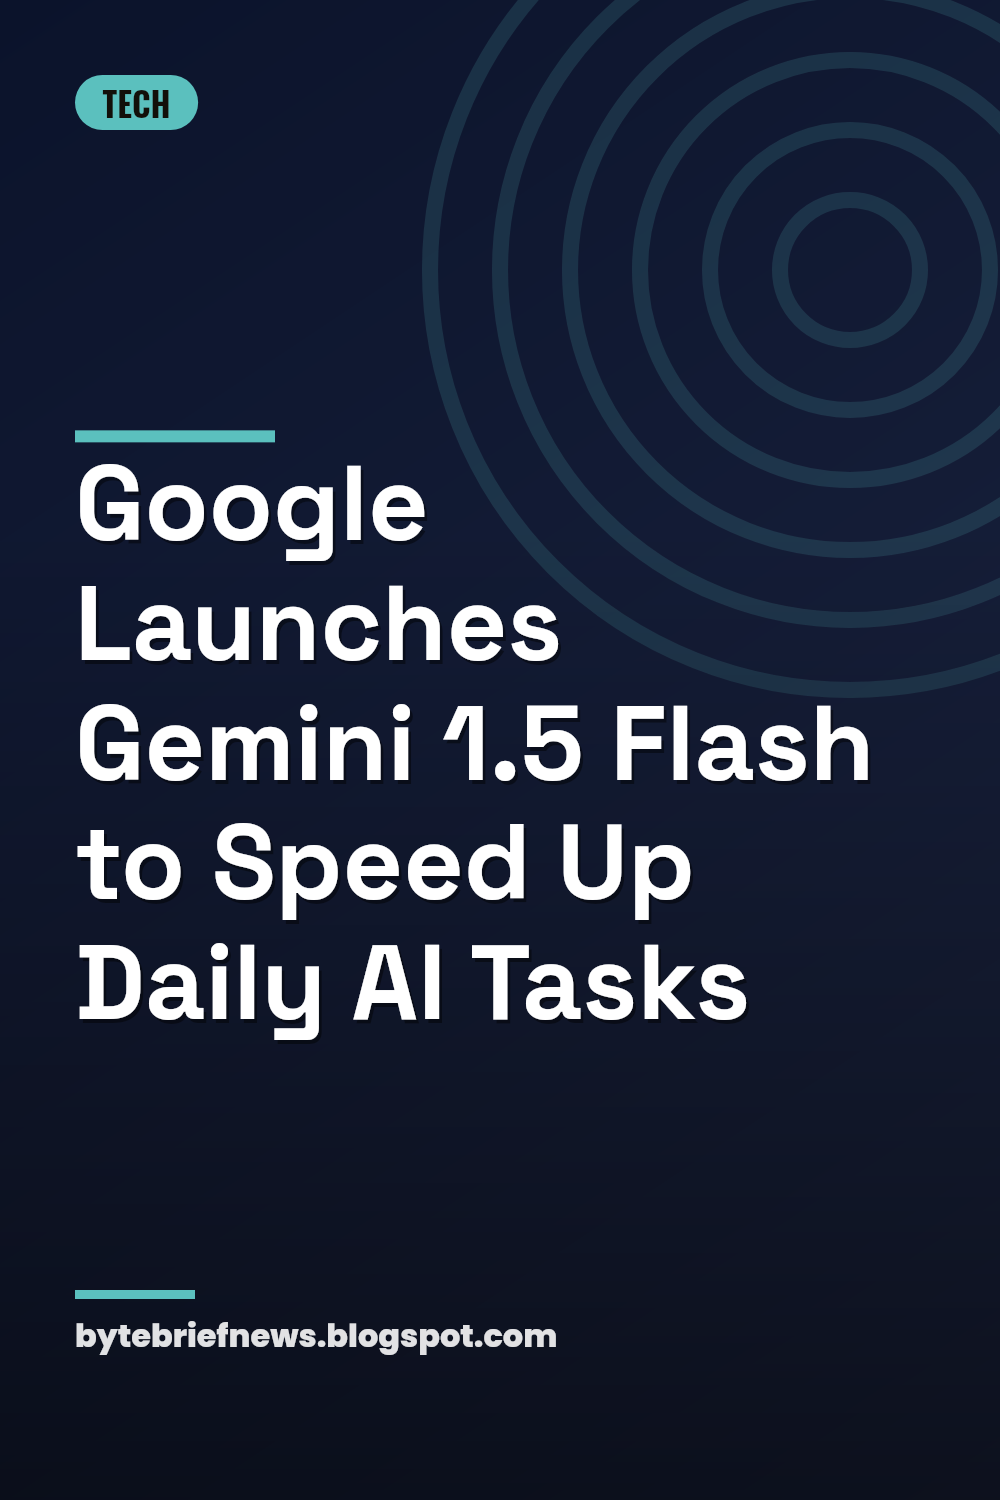 TECH
Google
Launches
Gemini 1.5 Flash
to Speed Up
Daily AI Tasks
bytebriefnews.blogspot.com